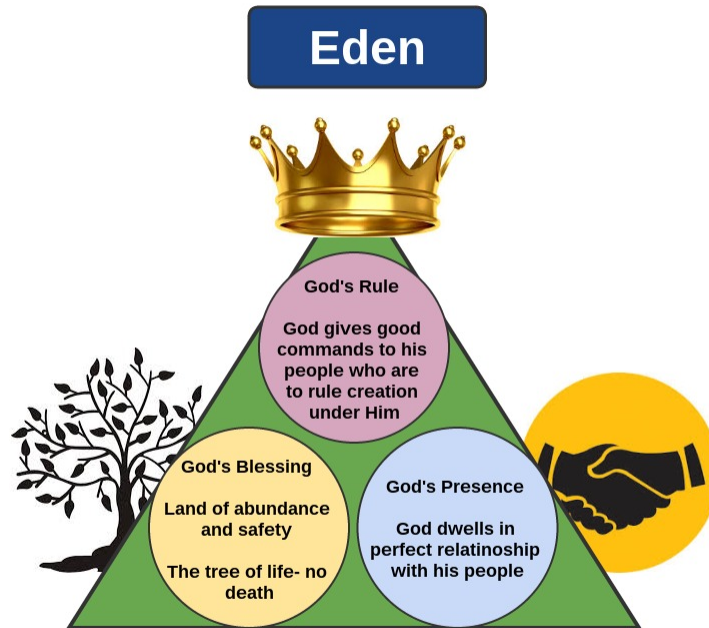 Eden
God's Rule
God gives good
commands to his
people who are
to rule creation
under Him
God's Blessing
Land of abundance
and safety
The tree of life- no
death
God's Presence
God dwells in
perfect relatinoship
with his people